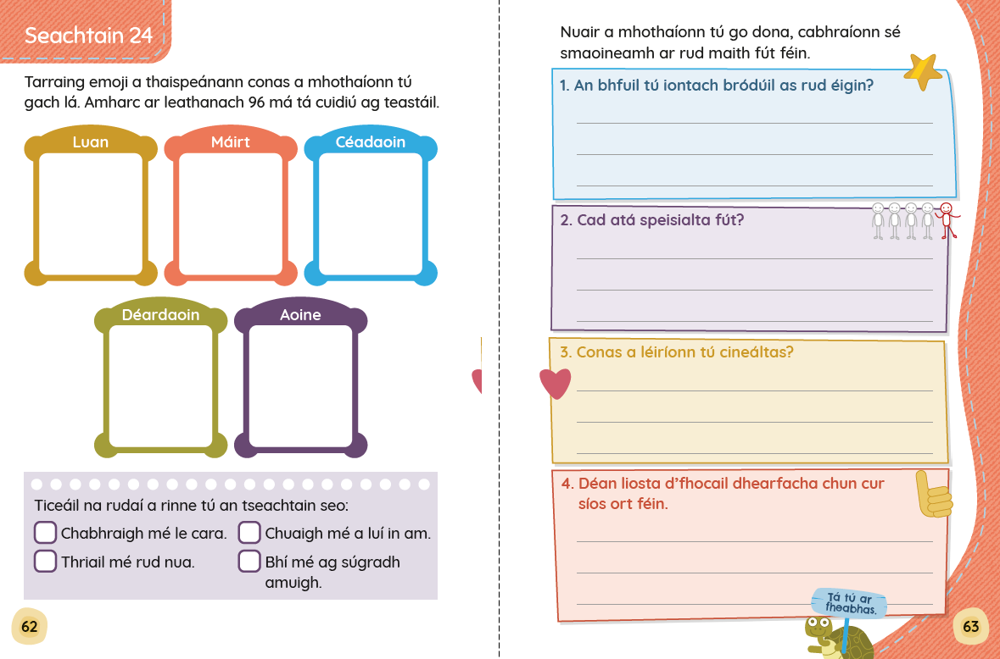 Seachtain 24
Tarraing emoji a thaispeánann conas a mhothaíonn tú
gach lá. Amharc ar leathanach 96 má tá cuidiú ag teastáil.
Luan
Máirt
Céadaoin
Déardaoin
Aoine
Ticeáil na rudaí a rinne tú an tseachtain seo:
Chabhraigh mé le cara.
Chuaigh mé a luí in am.
Thriail mé rud nua.
Bhí mé ag súgradh
amuigh.
62
Nuair a mhothaíonn tú go dona, cabhraíonn sé
smaoineamh ar rud maith fút féin.
1. An bhfuil tú iontach bródúil as rud éigin?
2. Cad atá speisialta fút?
3. Conas a léiríonn tú cineáltas?
4. Déan liosta d’fhocail dhearfacha chun cur
síos ort féin.
Tá tú ar
fheabhas.
63